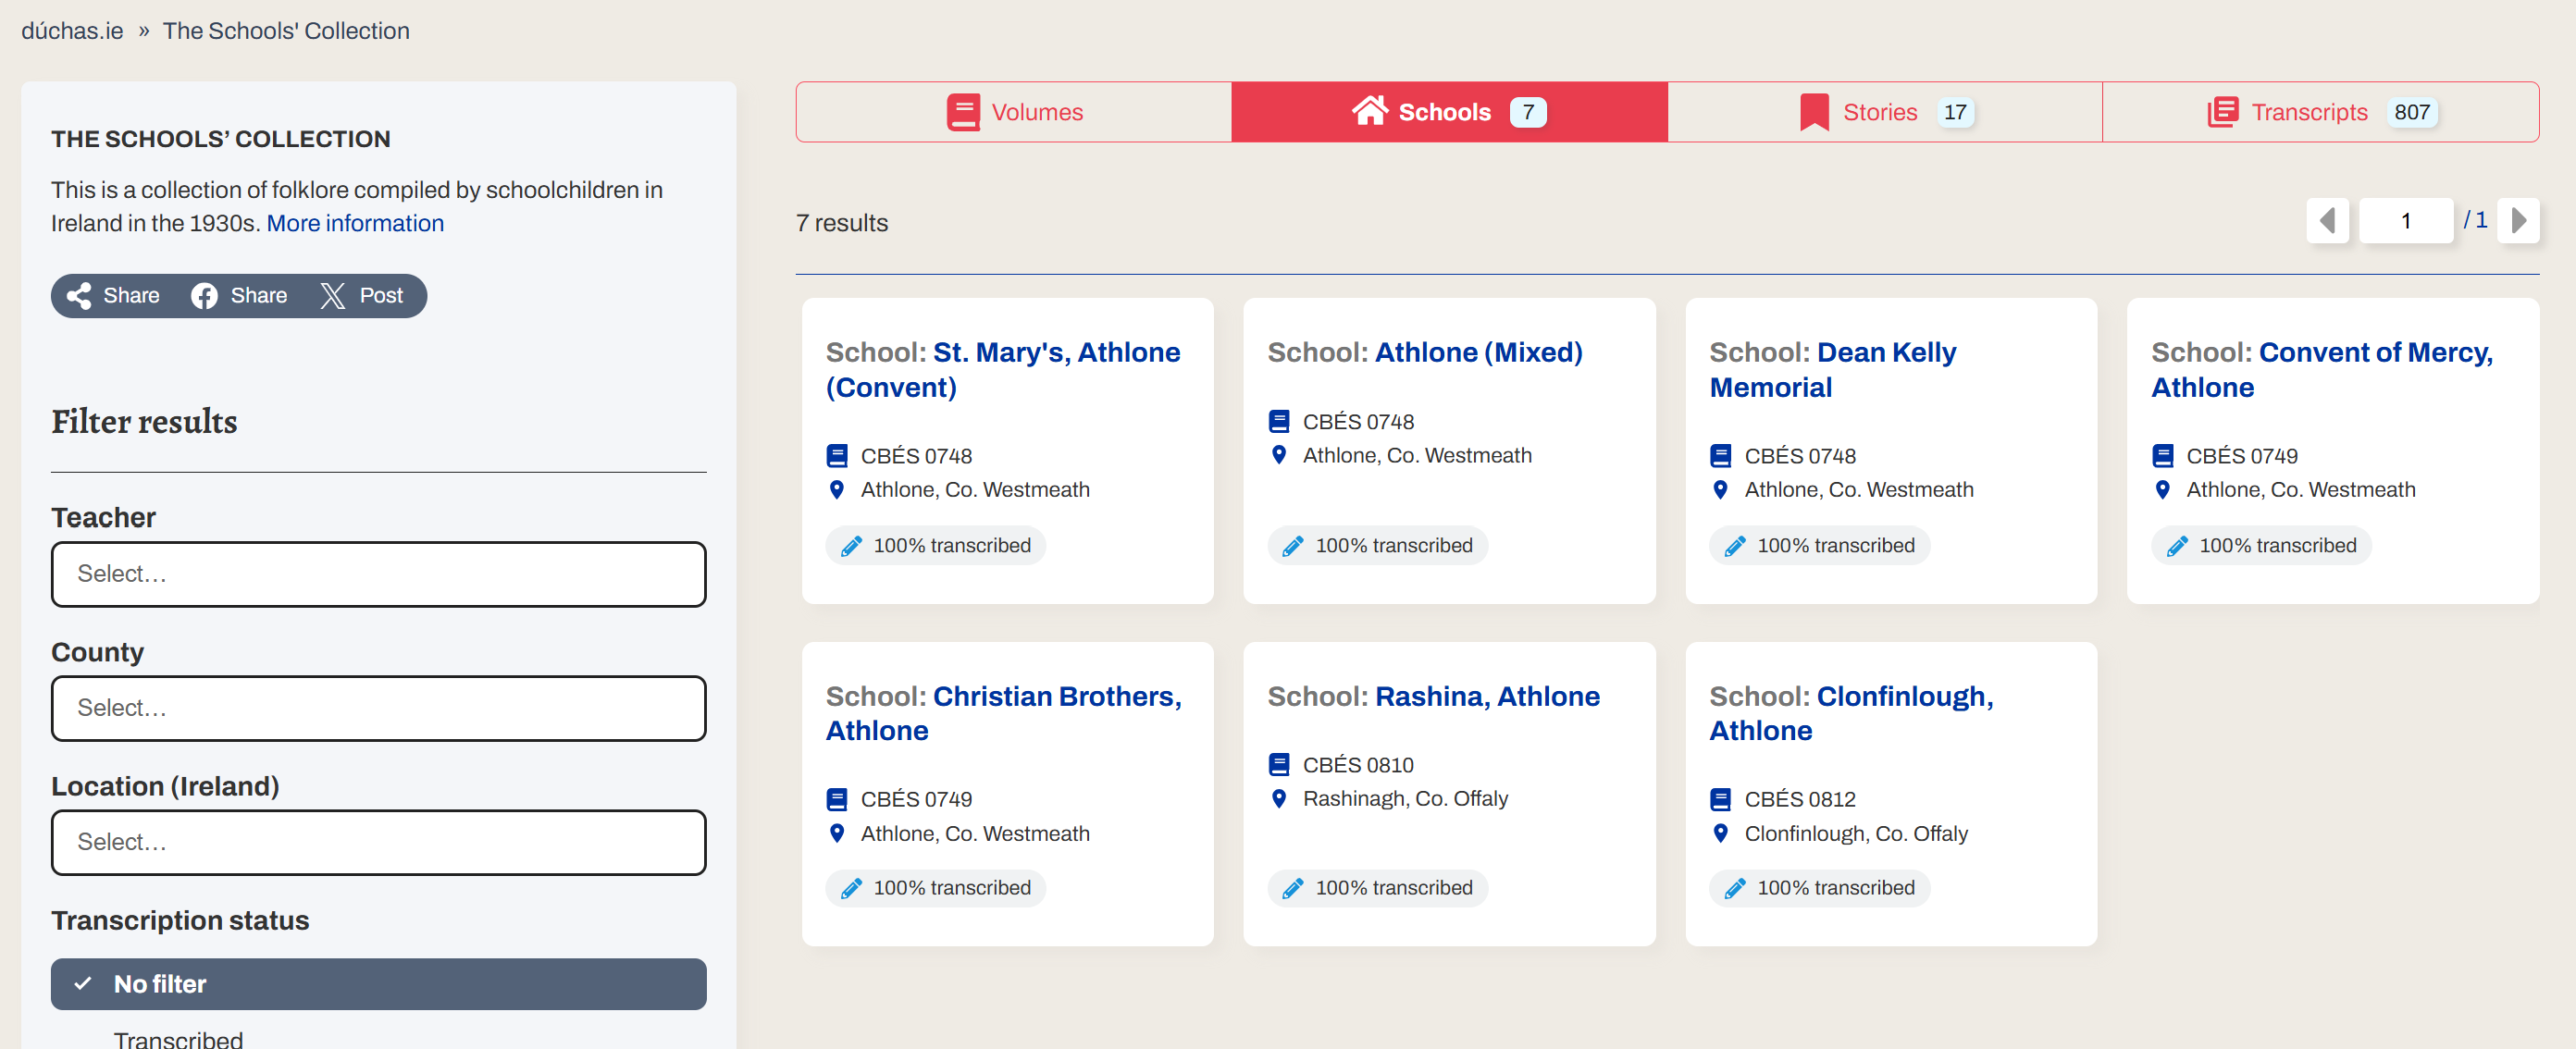 dúchas.ie » The Schools' Collection
THE SCHOOLS’ COLLECTION
This is a collection of folklore compiled by schoolchildren in
Ireland in the 1930s. More information
Share Share Post
Filter results
Teacher
Select...
County
Select...
Location (Ireland)
Select...
Transcription status
No filter
Transcribed
Volumes
Schools 7
Stories 17
Transcripts 807
7 results
1 / 1
School: St. Mary's, Athlone
(Convent)
CBÉS 0748
Athlone, Co. Westmeath
100% transcribed
School: Athlone (Mixed)
CBÉS 0748
Athlone, Co. Westmeath
100% transcribed
School: Dean Kelly
Memorial
CBÉS 0748
Athlone, Co. Westmeath
100% transcribed
School: Convent of Mercy,
Athlone
CBÉS 0749
Athlone, Co. Westmeath
100% transcribed
School: Christian Brothers,
Athlone
CBÉS 0749
Athlone, Co. Westmeath
100% transcribed
School: Rashina, Athlone
CBÉS 0810
Rashinagh, Co. Offaly
100% transcribed
School: Clonfinlough,
Athlone
CBÉS 0812
Clonfinlough, Co. Offaly
100% transcribed